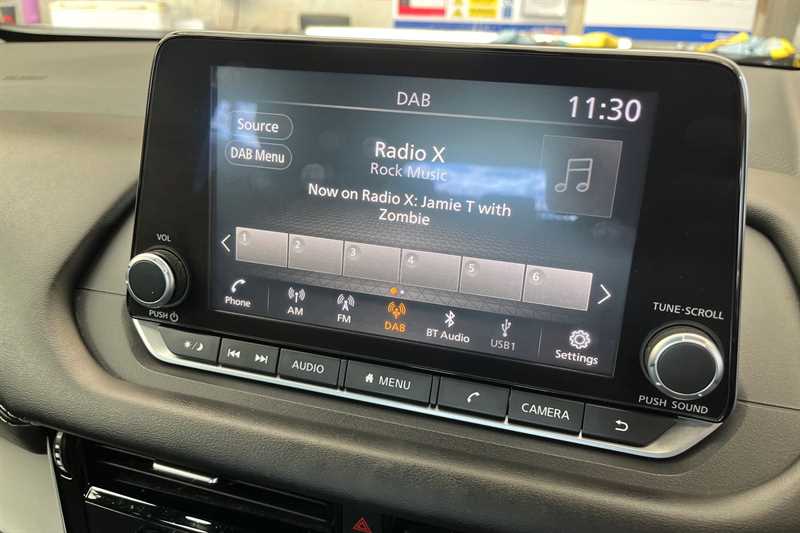 DAB
11:30
Source
DAB Menu
Radio X
Rock Music
Now on Radio X: Jamie T with
Zombie
1 2 3 4 5 6
Phone
AM
FM
DAB
BT Audio
USB1
Settings
VOL
PUSH
TUNE·SCROLL
PUSH SOUND
AUDIO
MENU
CAMERA